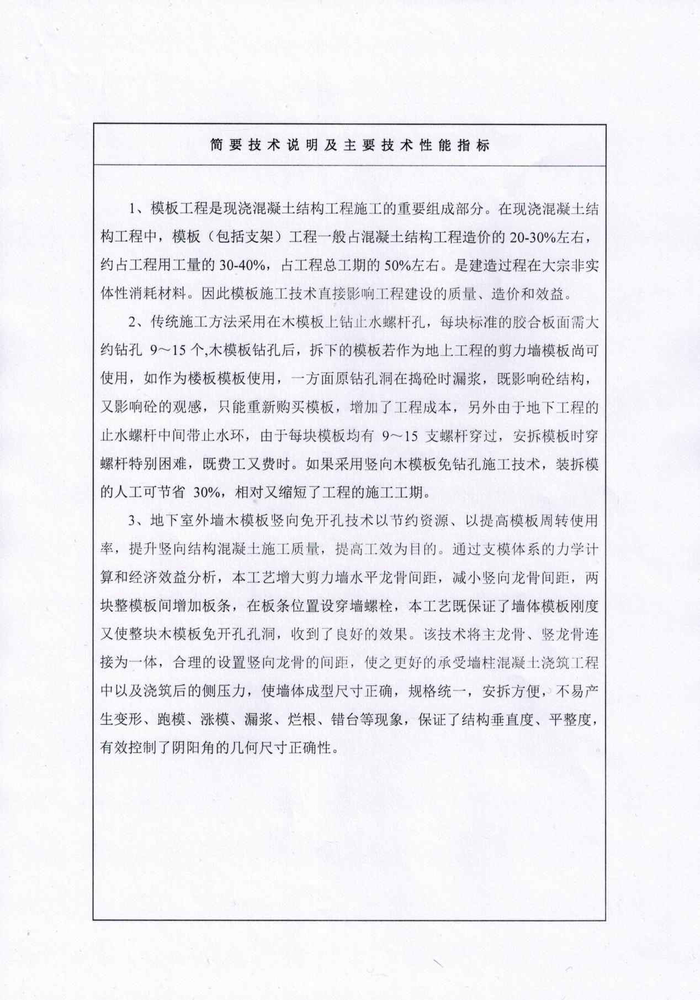 简要技术说明及主要技术性能指标
1、模板工程是现浇混凝土结构工程施工的重要组成部分。在现浇混凝土结
构工程中，模板（包括支架）工程一般占混凝土结构工程造价的 20-30%左右，
约占工程用工量的 30-40%，占工程总工期的 50%左右。是建造过程在大宗非实
体性消耗材料。因此模板施工技术直接影响工程建设的质量、造价和效益。
2、传统施工方法采用在木模板上钻止水螺杆孔，每块标准的胶合板面需大
约钻孔 9～15 个,木模板钻孔后，拆下的模板若作为地上工程的剪力墙模板尚可
使用，如作为楼板模板使用，一方面原钻孔洞在捣砼时漏浆，既影响砼结构，
又影响砼的观感，只能重新购买模板，增加了工程成本，另外由于地下工程的
止水螺杆中间带止水环，由于每块模板均有 9～15 支螺杆穿过，安拆模板时穿
螺杆特别困难，既费工又费时。如果采用竖向木模板免钻孔施工技术，装拆模
的人工可节省 30%，相对又缩短了工程的施工工期。
3、地下室外墙木模板竖向免开孔技术以节约资源、以提高模板周转使用
率，提升竖向结构混凝土施工质量，提高工效为目的。通过支模体系的力学计
算和经济效益分析，本工艺增大剪力墙水平龙骨间距，减小竖向龙骨间距，两
块整模板间增加板条，在板条位置设穿墙螺栓，本工艺既保证了墙体模板刚度
又使整块木模板免开孔孔洞，收到了良好的效果。该技术将主龙骨、竖龙骨连
接为一体，合理的设置竖向龙骨的间距，使之更好的承受墙柱混凝土浇筑工程
中以及浇筑后的侧压力，使墙体成型尺寸正确，规格统一，安拆方便，不易产
生变形、跑模、涨模、漏浆、烂根、错台等现象，保证了结构垂直度、平整度，
有效控制了阴阳角的几何尺寸正确性。